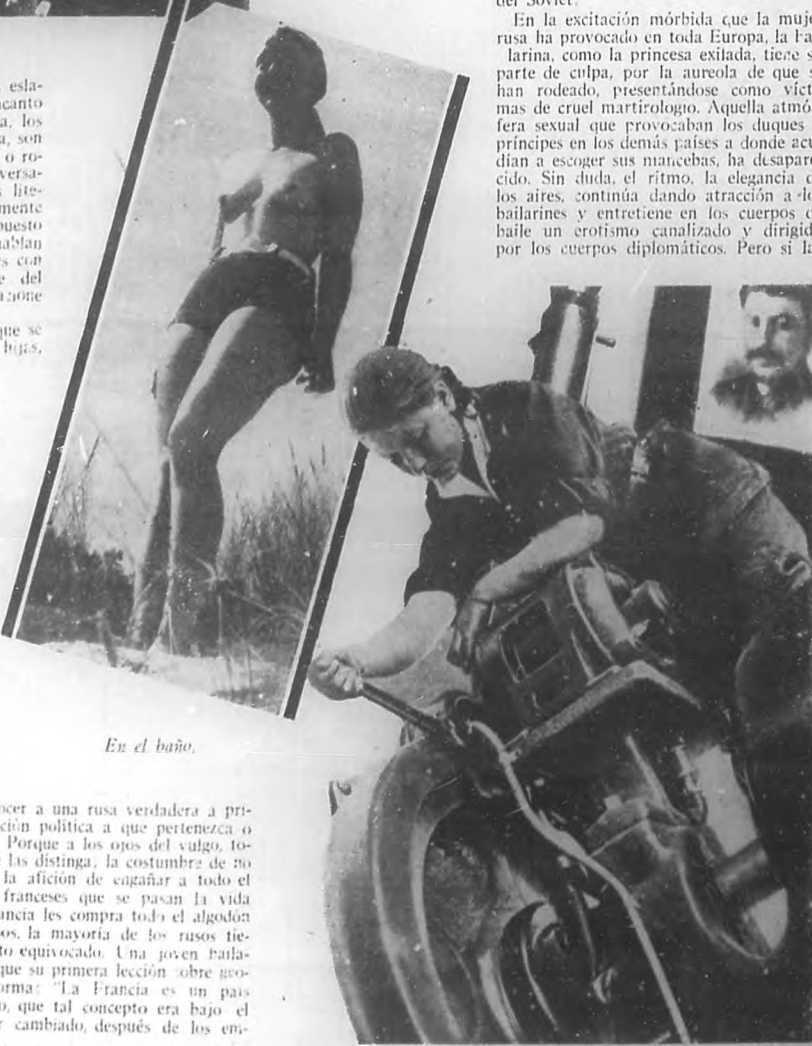 esla-
canto
a, los
a, son
o ro-
versa-
lite-
mente
puesto
hablan
s con
e del
azione
que se
hijas,
del Soviet.
En la excitación mórbida que la muje
rusa ha provocado en toda Europa, la ba
larina, como la princesa exilada, tiene s
parte de culpa, por la aureola de que s
han rodeado, presentándose como vict
mas de cruel martirologio. Aquella atmós
fera sexual que provocaban los duques
príncipes en los demás países a donde acu
dían a escoger sus mancebas, ha desapare
cido. Sin duda, el ritmo, la elegancia d
los aires, continúa dando atracción a lo
bailarines y entretiene en los cuerpos d
baile un erotismo canalizado y dirigid
por los cuerpos diplomáticos. Pero si la
En el baño.
ocer a una rusa verdadera a pri-
ción política a que pertenezca o
Porque a los ojos del vulgo, to-
las distinga, la costumbre de no
la afición de engañar a todo el
franceses que se pasan la vida
ancia les compra todo el algodón
os, la mayoría de los rusos tie-
to equivocado. Una joven baila-
que su primera lección sobre geo-
orma: "La Francia es un país
o, que tal concepto era bajo el
r cambiado, después de los em-